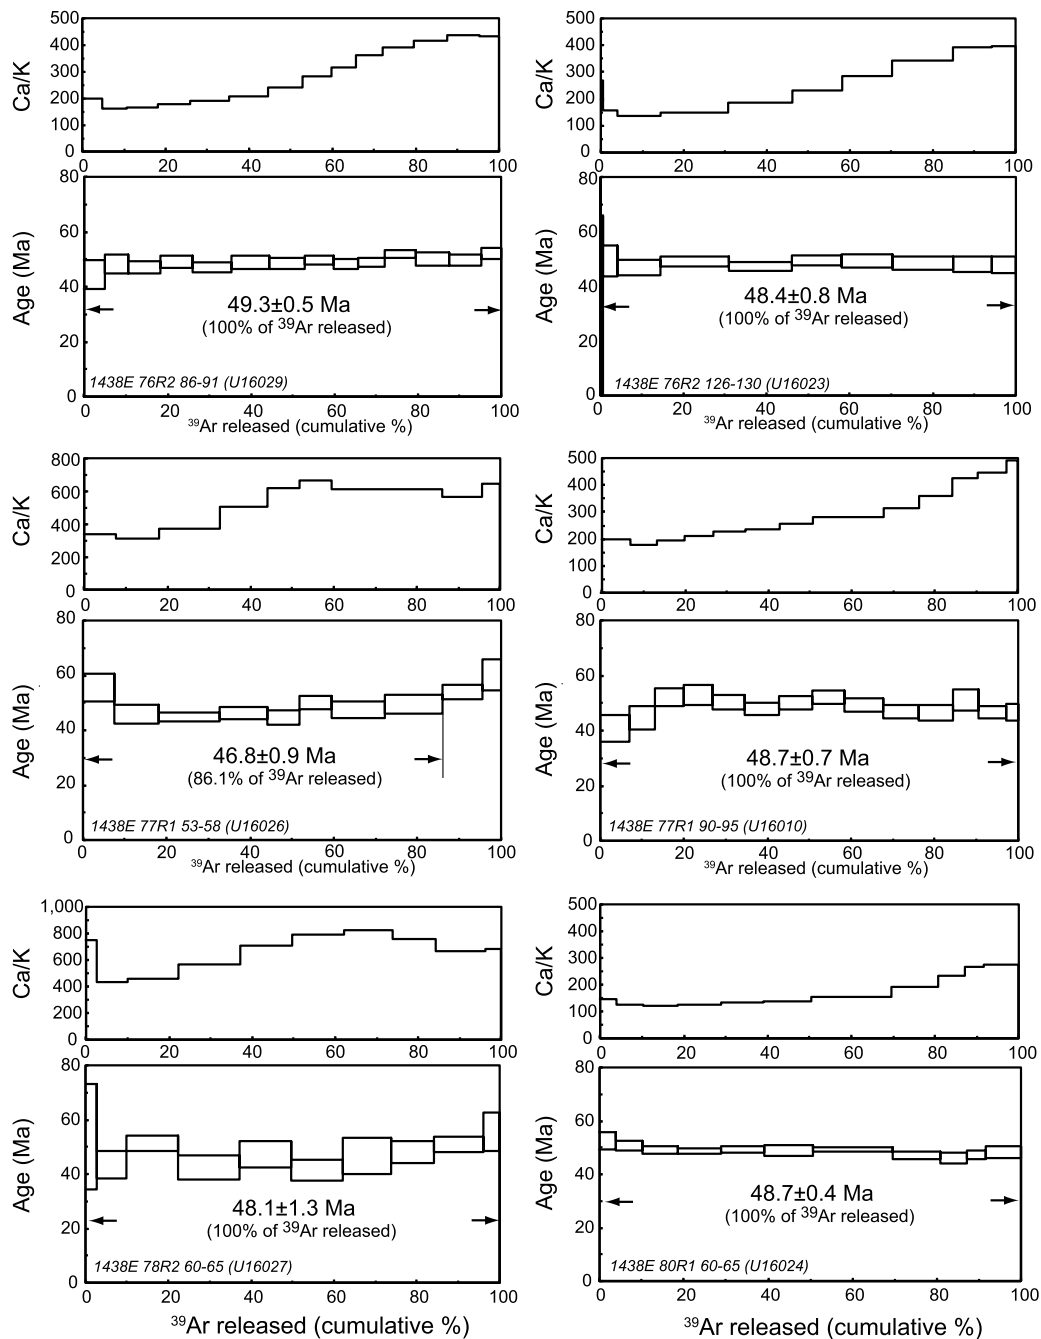 500
400
300
200
100
0
Ca/K
0 20 40 60 80 100
80
60
40
20
0
Age (Ma)
49.3±0.5 Ma
(100% of ³⁹Ar released)
1438E 76R2 86-91 (U16029)
0 20 40 60 80 100
³⁹Ar released (cumulative %)
500
400
300
200
100
0
Ca/K
0 20 40 60 80 100
80
60
40
20
0
Age (Ma)
48.4±0.8 Ma
(100% of ³⁹Ar released)
1438E 76R2 126-130 (U16023)
0 20 40 60 80 100
³⁹Ar released (cumulative %)
800
600
400
200
0
Ca/K
0 20 40 60 80 100
80
60
40
20
0
Age (Ma)
46.8±0.9 Ma
(86.1% of ³⁹Ar released)
1438E 77R1 53-58 (U16026)
0 20 40 60 80 100
³⁹Ar released (cumulative %)
500
400
300
200
100
0
Ca/K
0 20 40 60 80 100
80
60
40
20
0
Age (Ma)
48.7±0.7 Ma
(100% of ³⁹Ar released)
1438E 77R1 90-95 (U16010)
0 20 40 60 80 100
³⁹Ar released (cumulative %)
1,000
800
600
400
200
0
Ca/K
0 20 40 60 80 100
80
60
40
20
0
Age (Ma)
48.1±1.3 Ma
(100% of ³⁹Ar released)
1438E 78R2 60-65 (U16027)
0 20 40 60 80 100
³⁹Ar released (cumulative %)
500
400
300
200
100
0
Ca/K
0 20 40 60 80 100
80
60
40
20
0
Age (Ma)
48.7±0.4 Ma
(100% of ³⁹Ar released)
1438E 80R1 60-65 (U16024)
0 20 40 60 80 100
³⁹Ar released (cumulative %)